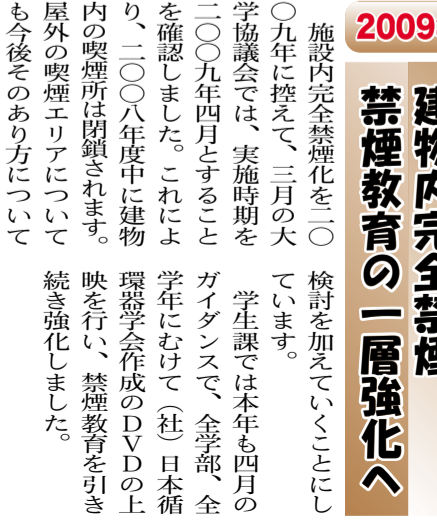 2009
建物内完全禁煙
禁煙教育の一層強化へ
施設内完全禁煙化を二〇
〇九年に控えて、三月の大
学協議会では、実施時期を
二〇〇九年四月とすること
を確認しました。これによ
り、二〇〇八年度中に建物
内の喫煙所は閉鎖されます。
屋外の喫煙エリアについて
も今後そのあり方について
検討を加えていくことにし
ています。
学生課では本年も四月の
ガイダンスで、全学部、全
学年にむけて（社）日本循
環器学会作成のDVDの上
映を行い、禁煙教育を引き
続き強化しました。